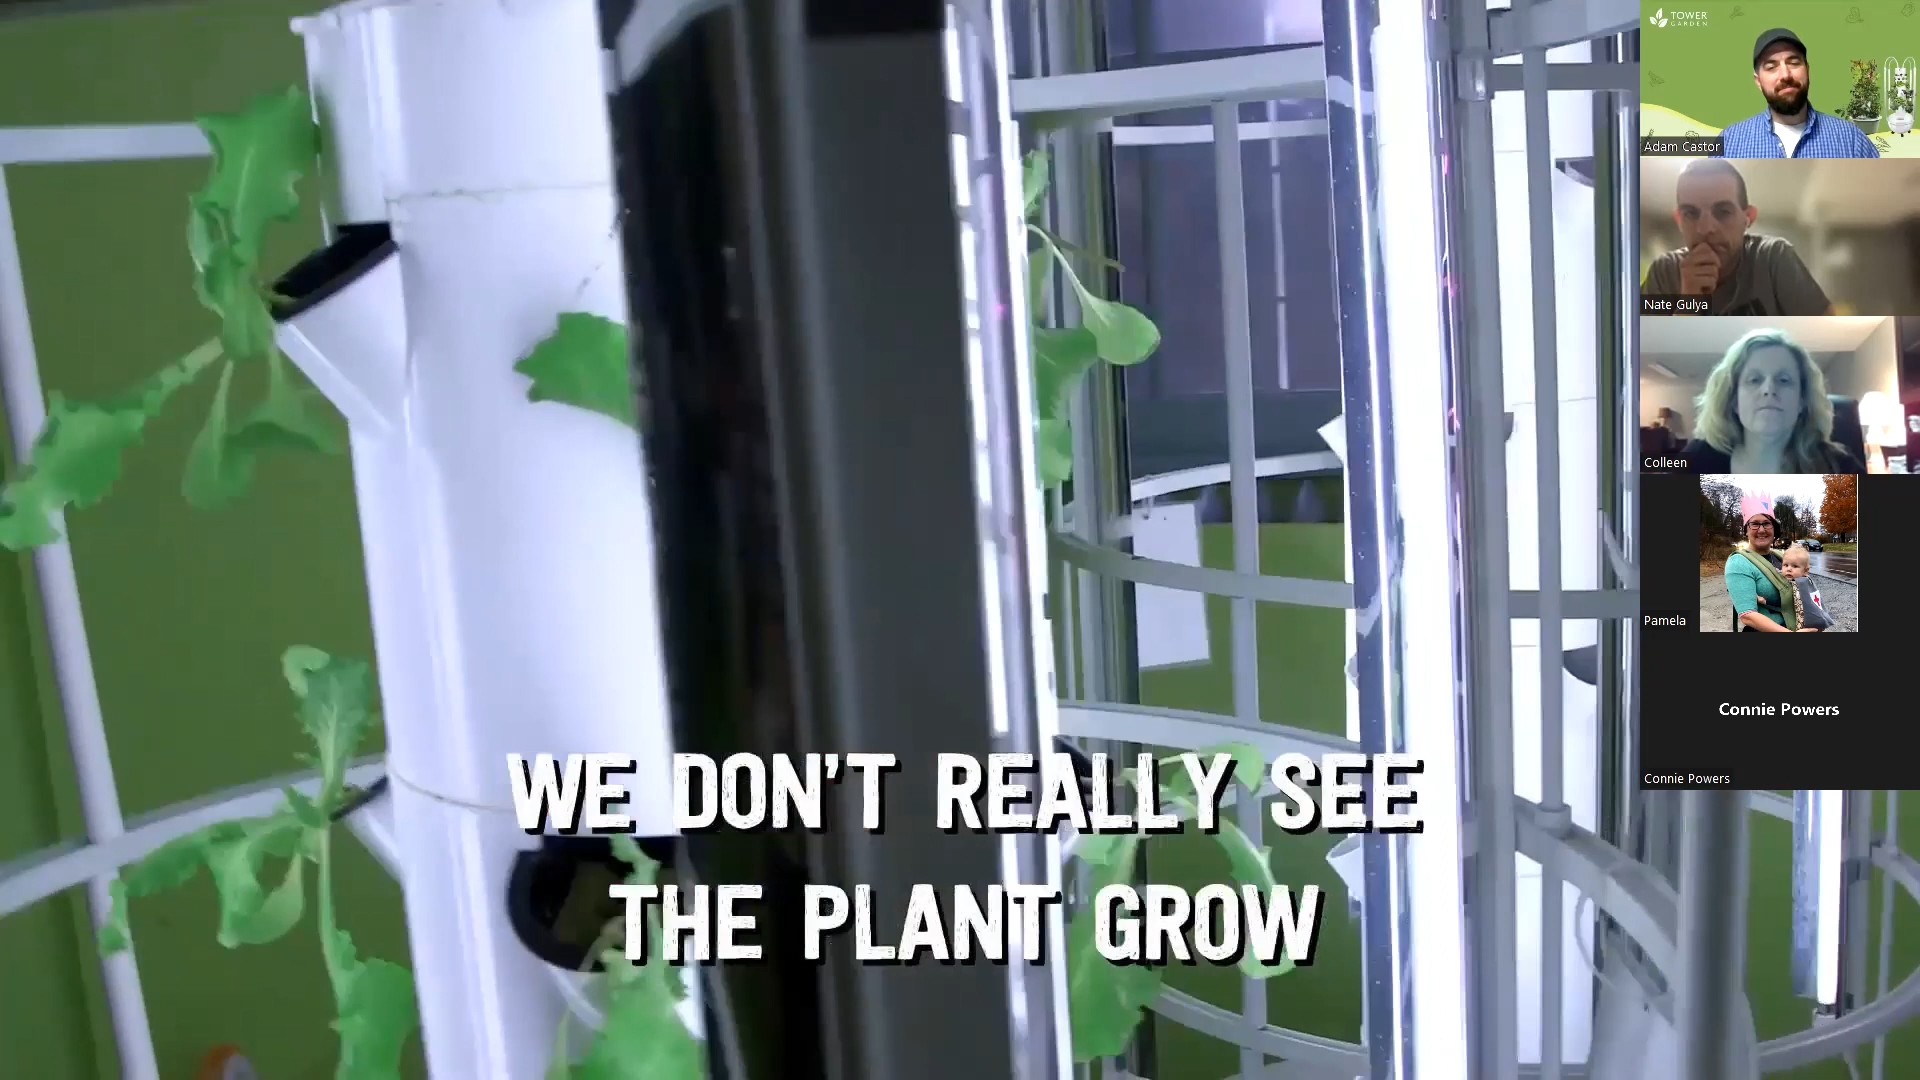 WE DON'T REALLY SEE
THE PLANT GROW
TOWER
GARDEN
Adam Castor
Nate Gulya
Colleen
Pamela
Connie Powers
Connie Powers